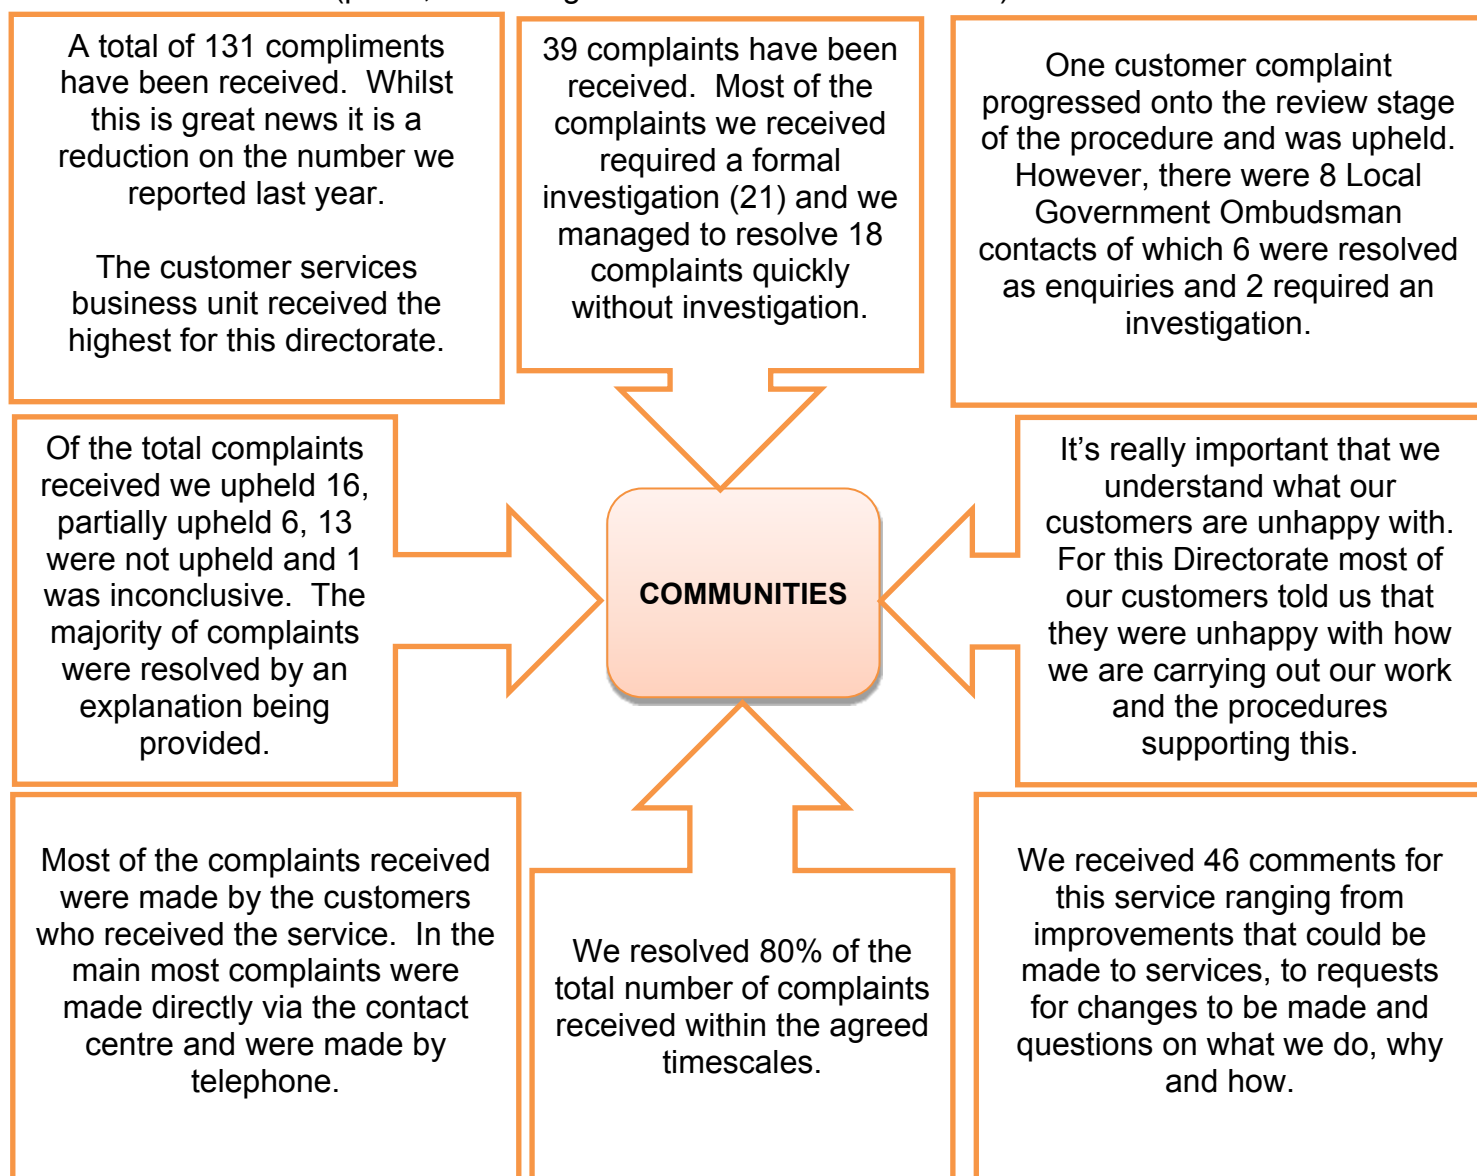 A total of 131 compliments
have been received.  Whilst
this is great news it is a
reduction on the number we
reported last year.
The customer services
business unit received the
highest for this directorate.
39 complaints have been
received.  Most of the
complaints we received
required a formal
investigation (21) and we
managed to resolve 18
complaints quickly
without investigation.
One customer complaint
progressed onto the review stage
of the procedure and was upheld.
However, there were 8 Local
Government Ombudsman
contacts of which 6 were resolved
as enquiries and 2 required an
investigation.
Of the total complaints
received we upheld 16,
partially upheld 6, 13
were not upheld and 1
was inconclusive.  The
majority of complaints
were resolved by an
explanation being
provided.
COMMUNITIES
It’s really important that we
understand what our
customers are unhappy with.
For this Directorate most of
our customers told us that
they were unhappy with how
we are carrying out our work
and the procedures
supporting this.
Most of the complaints received
were made by the customers
who received the service.  In the
main most complaints were
made directly via the contact
centre and were made by
telephone.
We resolved 80% of the
total number of complaints
received within the agreed
timescales.
We received 46 comments for
this service ranging from
improvements that could be
made to services, to requests
for changes to be made and
questions on what we do, why
and how.